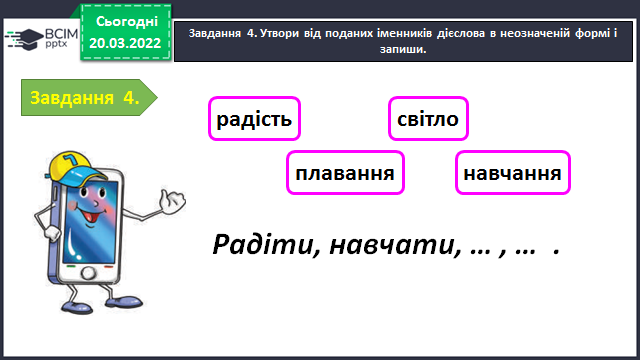 ВСІМ
pptx
Сьогодні
20.03.2022
Завдання 4. Утвори від поданих іменників дієслова в неозначеній формі і
запиши.
Завдання 4.
радість
світло
плавання
навчання
Радіти, навчати, ... , ... .